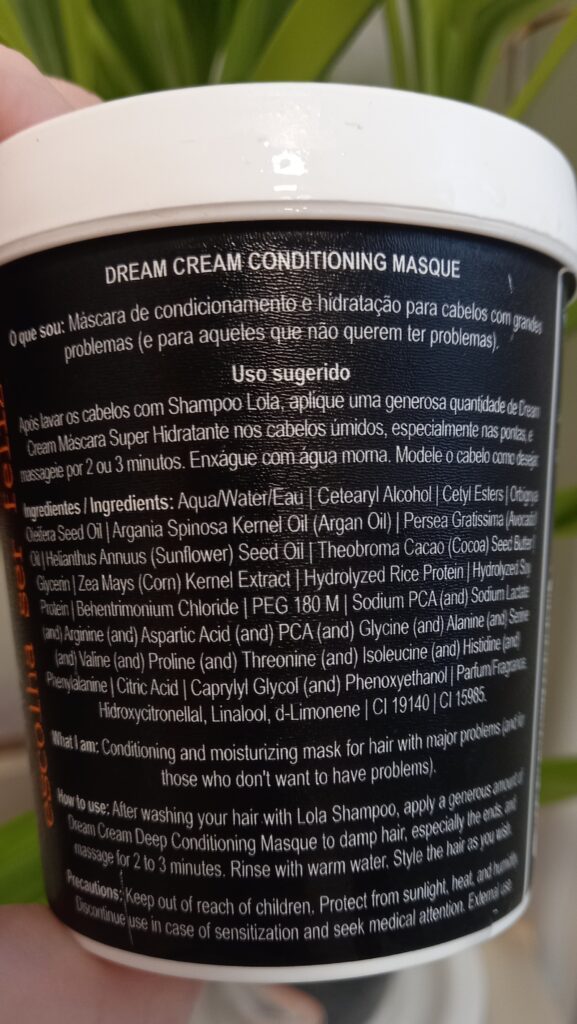 DREAM CREAM CONDITIONING MASQUE
O que sou: Máscara de condicionamento e hidratação para cabelos com grandes
problemas (e para aqueles que não querem ter problemas).
Uso sugerido
Após lavar os cabelos com Shampoo Lola, aplique uma generosa quantidade de Dream
Cream Máscara Super Hidratante nos cabelos úmidos, especialmente nas pontas, e
massageie por 2 ou 3 minutos. Enxágue com água morna. Modele o cabelo como desejar.
Ingredientes / Ingredients: Aqua/Water/Eau | Cetearyl Alcohol | Cetyl Esters | Orbignya
Oleifera Seed Oil | Argania Spinosa Kernel Oil (Argan Oil) | Persea Gratissima (Avocado)
Oil | Helianthus Annuus (Sunflower) Seed Oil | Theobroma Cacao (Cocoa) Seed Butter |
Glycerin | Zea Mays (Corn) Kernel Extract | Hydrolyzed Rice Protein | Hydrolyzed Soy
Protein | Behentrimonium Chloride | PEG 180 M | Sodium PCA (and) Sodium Lactate
(and) Arginine (and) Aspartic Acid (and) PCA (and) Glycine (and) Alanine (and) Serine
(and) Valine (and) Proline (and) Threonine (and) Isoleucine (and) Histidine (and)
Phenylalanine | Citric Acid | Caprylyl Glycol (and) Phenoxyethanol | Parfum/Fragrance,
Hidroxycitronellal, Linalool, d-Limonene | CI 19140 | CI 15985.
What I am: Conditioning and moisturizing mask for hair with major problems (and for
those who don't want to have problems).
How to use: After washing your hair with Lola Shampoo, apply a generous amount of
Dream Cream Deep Conditioning Masque to damp hair, especially the ends, and
massage for 2 to 3 minutes. Rinse with warm water. Style the hair as you wish.
Precautions: Keep out of reach of children. Protect from sunlight, heat, and humidity.
Discontinue use in case of sensitization and seek medical attention. External use.
escolha ser feliz